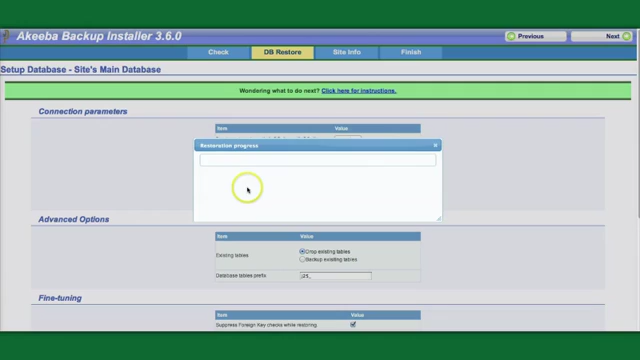 Akeeba Backup Installer 3.6.0
Previous
Next
Check
DB Restore
Site Info
Finish
Setup Database - Site's Main Database
Wondering what to do next? Click here for instructions.
Connection parameters
Item
Value
Restoration progress
Advanced Options
Item
Value
Existing tables
Drop existing tables
Backup existing tables
Database tables prefix
Fine-tuning
Item
Value
Suppress Foreign Key checks while restoring